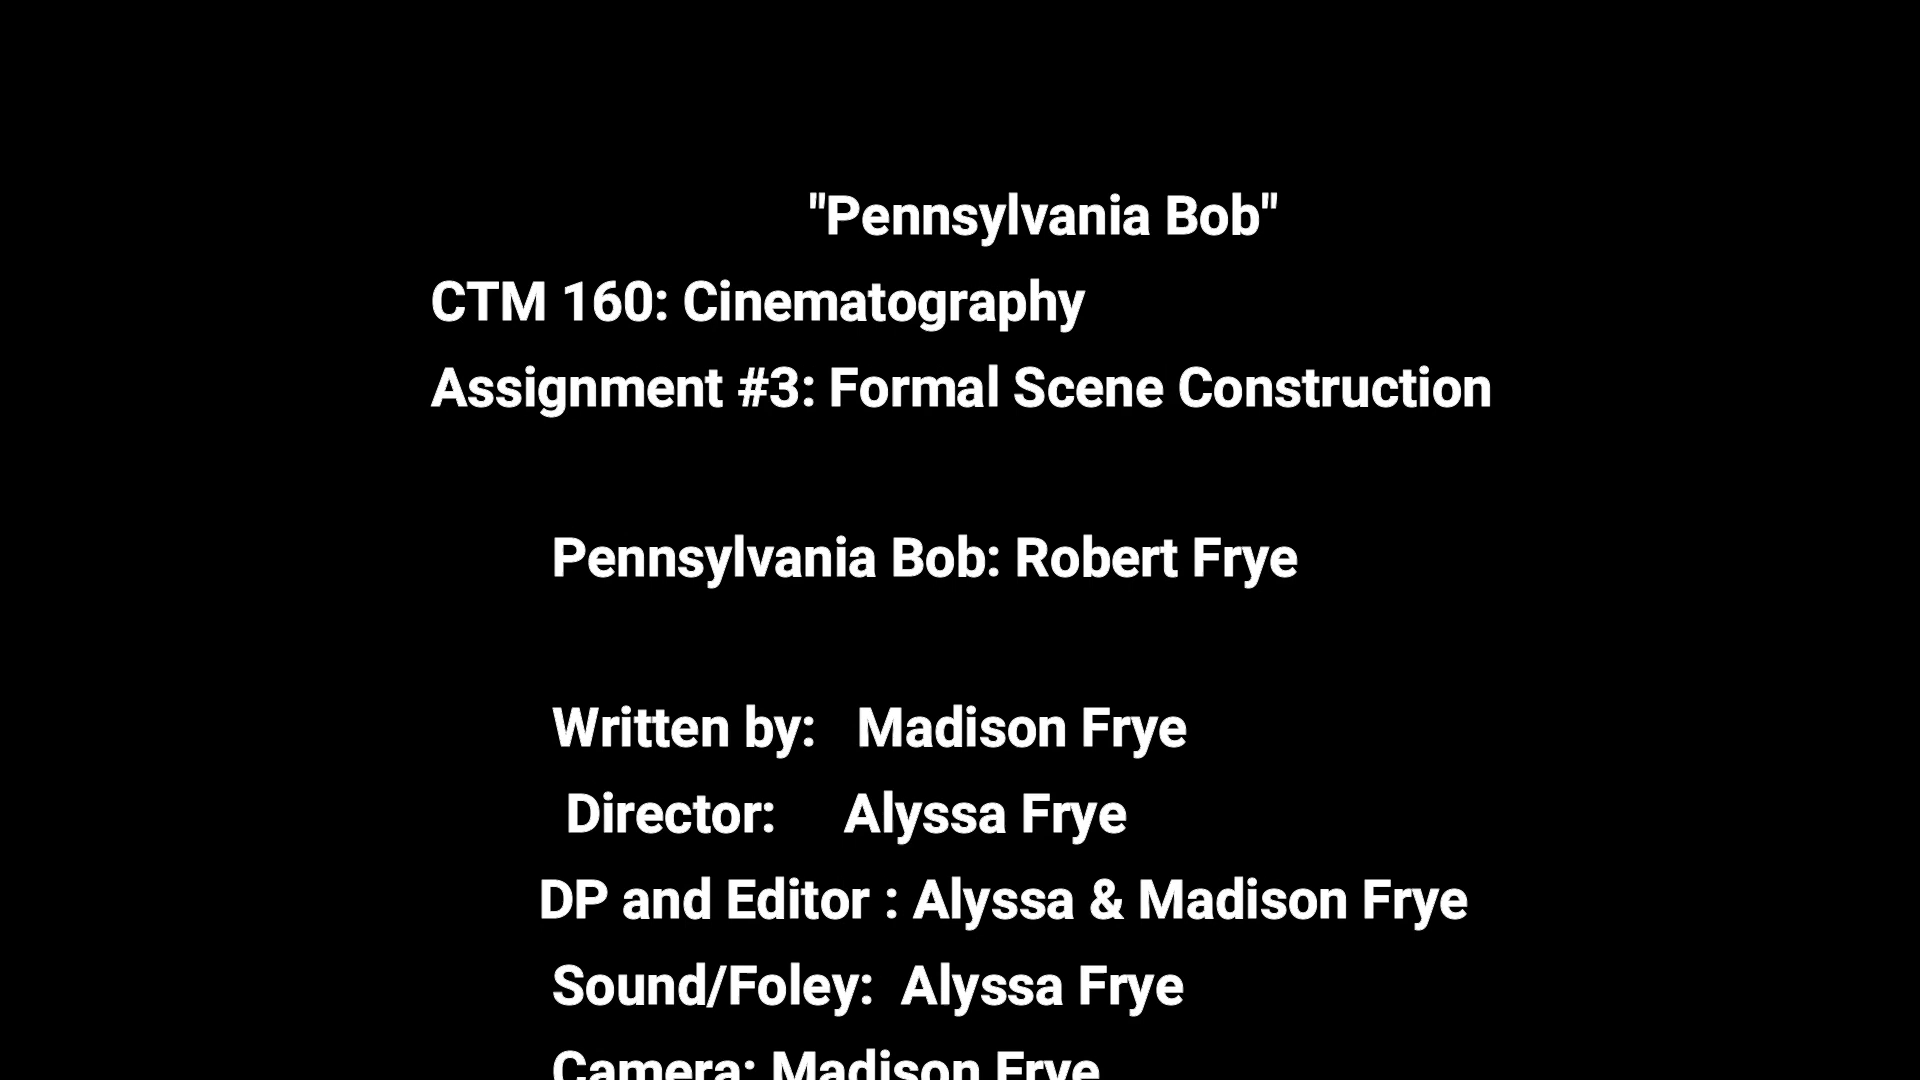 "Pennsylvania Bob"
CTM 160: Cinematography
Assignment #3: Formal Scene Construction
Pennsylvania Bob: Robert Frye
Written by: Madison Frye
Director: Alyssa Frye
DP and Editor : Alyssa & Madison Frye
Sound/Foley: Alyssa Frye
Camera: Madison Frye